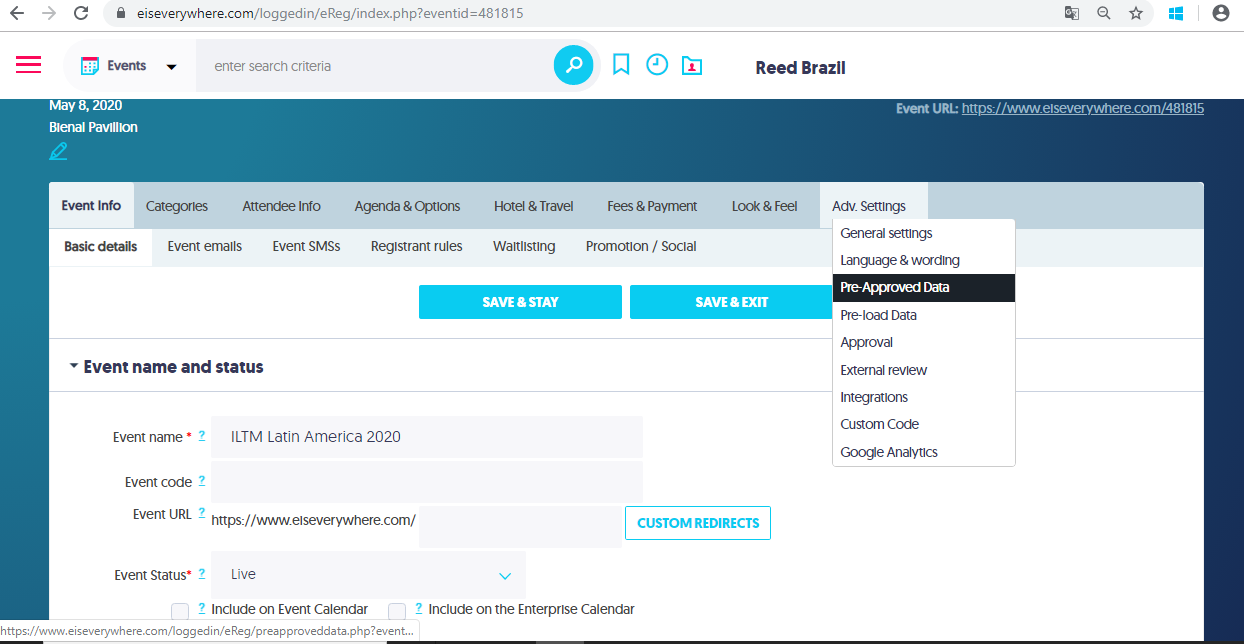 eiseverywhere.com/loggedin/eReg/index.php?eventid=481815
Events
enter search criteria
Reed Brazil
May 8, 2020
Bienal Pavillion
Event URL: https://www.eiseverywhere.com/481815
Event Info Categories Attendee Info Agenda & Options Hotel & Travel Fees & Payment Look & Feel Adv. Settings
Basic details Event emails Event SMSs Registrant rules Waitlisting Promotion / Social
General settings
Language & wording
Pre-Approved Data
Pre-load Data
Approval
External review
Integrations
Custom Code
Google Analytics
SAVE & STAY SAVE & EXIT
Event name and status
Event name * ? ILTM Latin America 2020
Event code ?
Event URL ? https://www.eiseverywhere.com/ CUSTOM REDIRECTS
Event Status* ? Live
? Include on Event Calendar ? Include on the Enterprise Calendar
https://www.eiseverywhere.com/loggedin/eReg/preapproveddata.php?event...